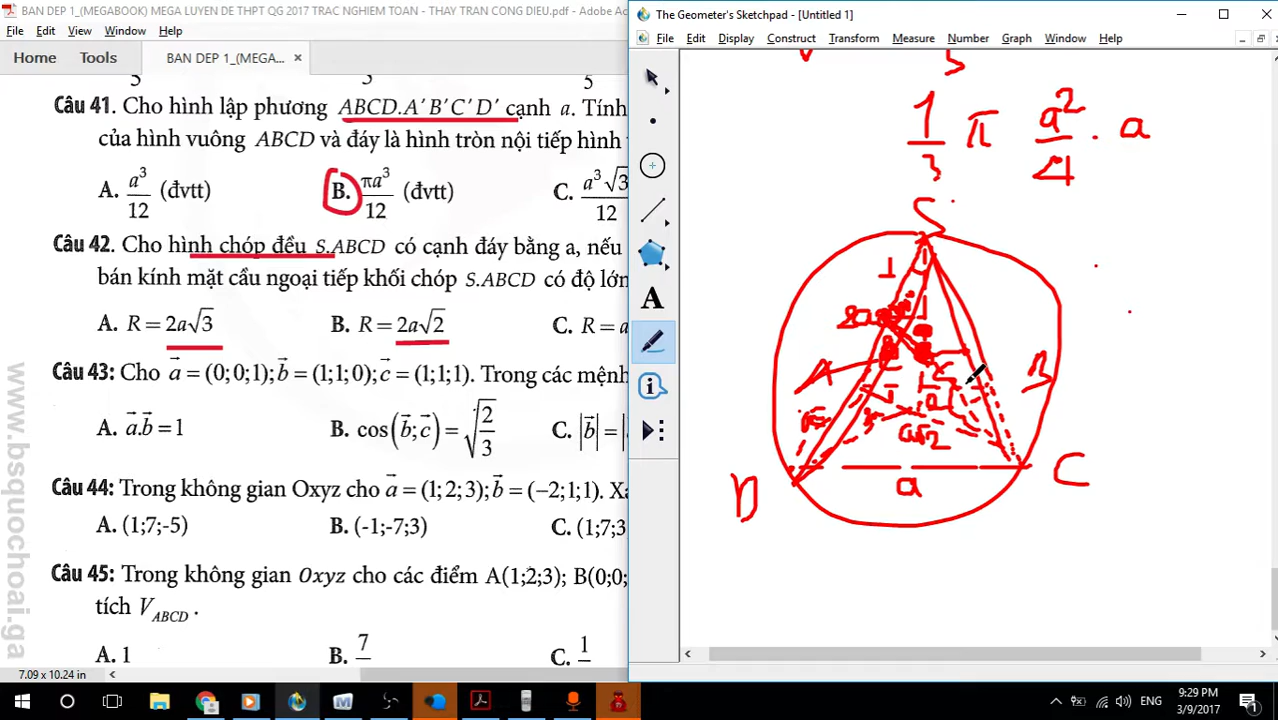 BAN DEP 1_(MEGABOOK) MEGA LUYEN DE THPT QG 2017 TRAC NGHIEM TOAN - THAY TRAN CONG DIEU.pdf - Adobe Ac
File Edit View Window Help
Home Tools BAN DEP 1_(MEGA... ×
5 3 5
Câu 41: Cho hình lập phương ABCD.A'B'C'D' cạnh a. Tính
của hình vuông ABCD và đáy là hình tròn nội tiếp hình
A. a³/12 (đvtt) B. πa³/12 (đvtt) C. a³√3/12
Câu 42: Cho hình chóp đều S.ABCD có cạnh đáy bằng a, nếu
bán kính mặt cầu ngoại tiếp khối chóp S.ABCD có độ lớn
A. R = 2a√3 B. R = 2a√2 C. R = a
Câu 43: Cho a⃗ = (0; 0; 1); b⃗ = (1; 1; 0); c⃗ = (1; 1; 1). Trong các mệnh
A. a⃗.b⃗ = 1 B. cos(b⃗; c⃗) = √(2/3) C. |b⃗| = |
Câu 44: Trong không gian Oxyz cho a⃗ = (1; 2; 3); b⃗ = (−2; 1; 1). Xá
A. (1;7;-5) B. (-1;-7;3) C. (1;7;3
Câu 45: Trong không gian Oxyz cho các điểm A(1;2;3); B(0;0;
tích V_ABCD .
A. 1 B. 7 C. 1
www.bsquochoai.ga
7.09 x 10.24 in
The Geometer's Sketchpad - [Untitled 1]
File Edit Display Construct Transform Measure Number Graph Window Help
A
1/3 π a²/4 . a
S
B
a√2
a
D C
ENG
9:29 PM
3/9/2017
1